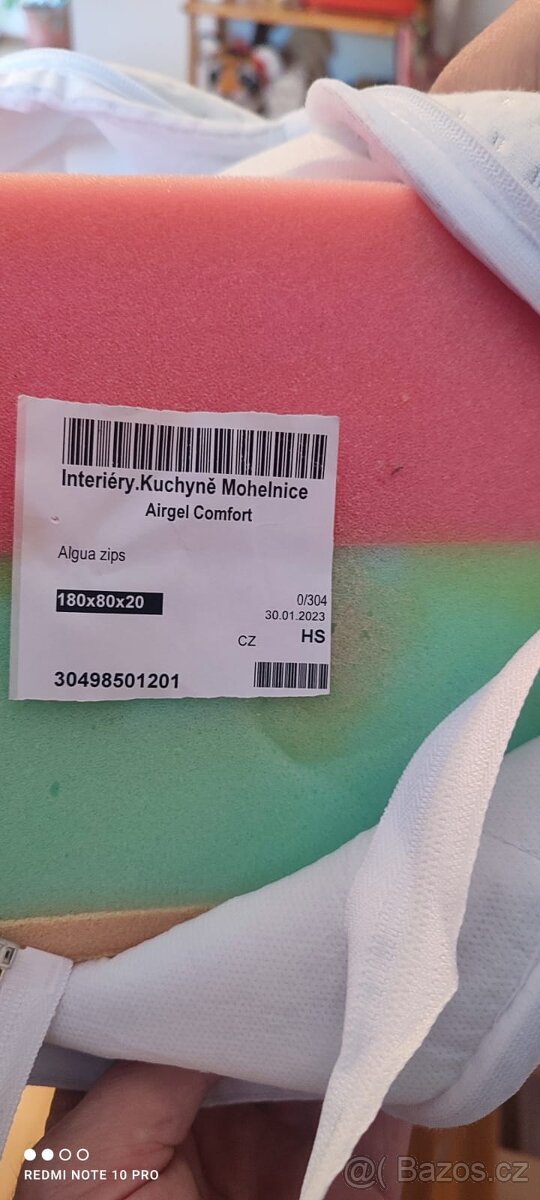 Interiéry.Kuchyně Mohelnice
Airgel Comfort
Algua zips
180x80x20
0/304
30.01.2023
CZ HS
30498501201
REDMI NOTE 10 PRO
@( Bazos.cz